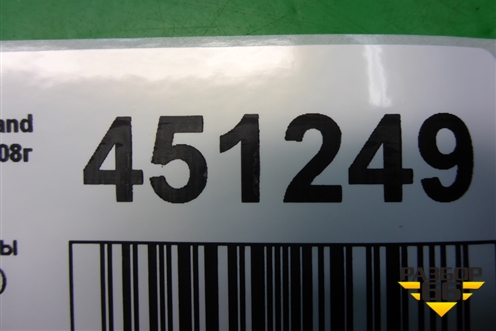 and
08г
451249
ы
)
РАЗБОР